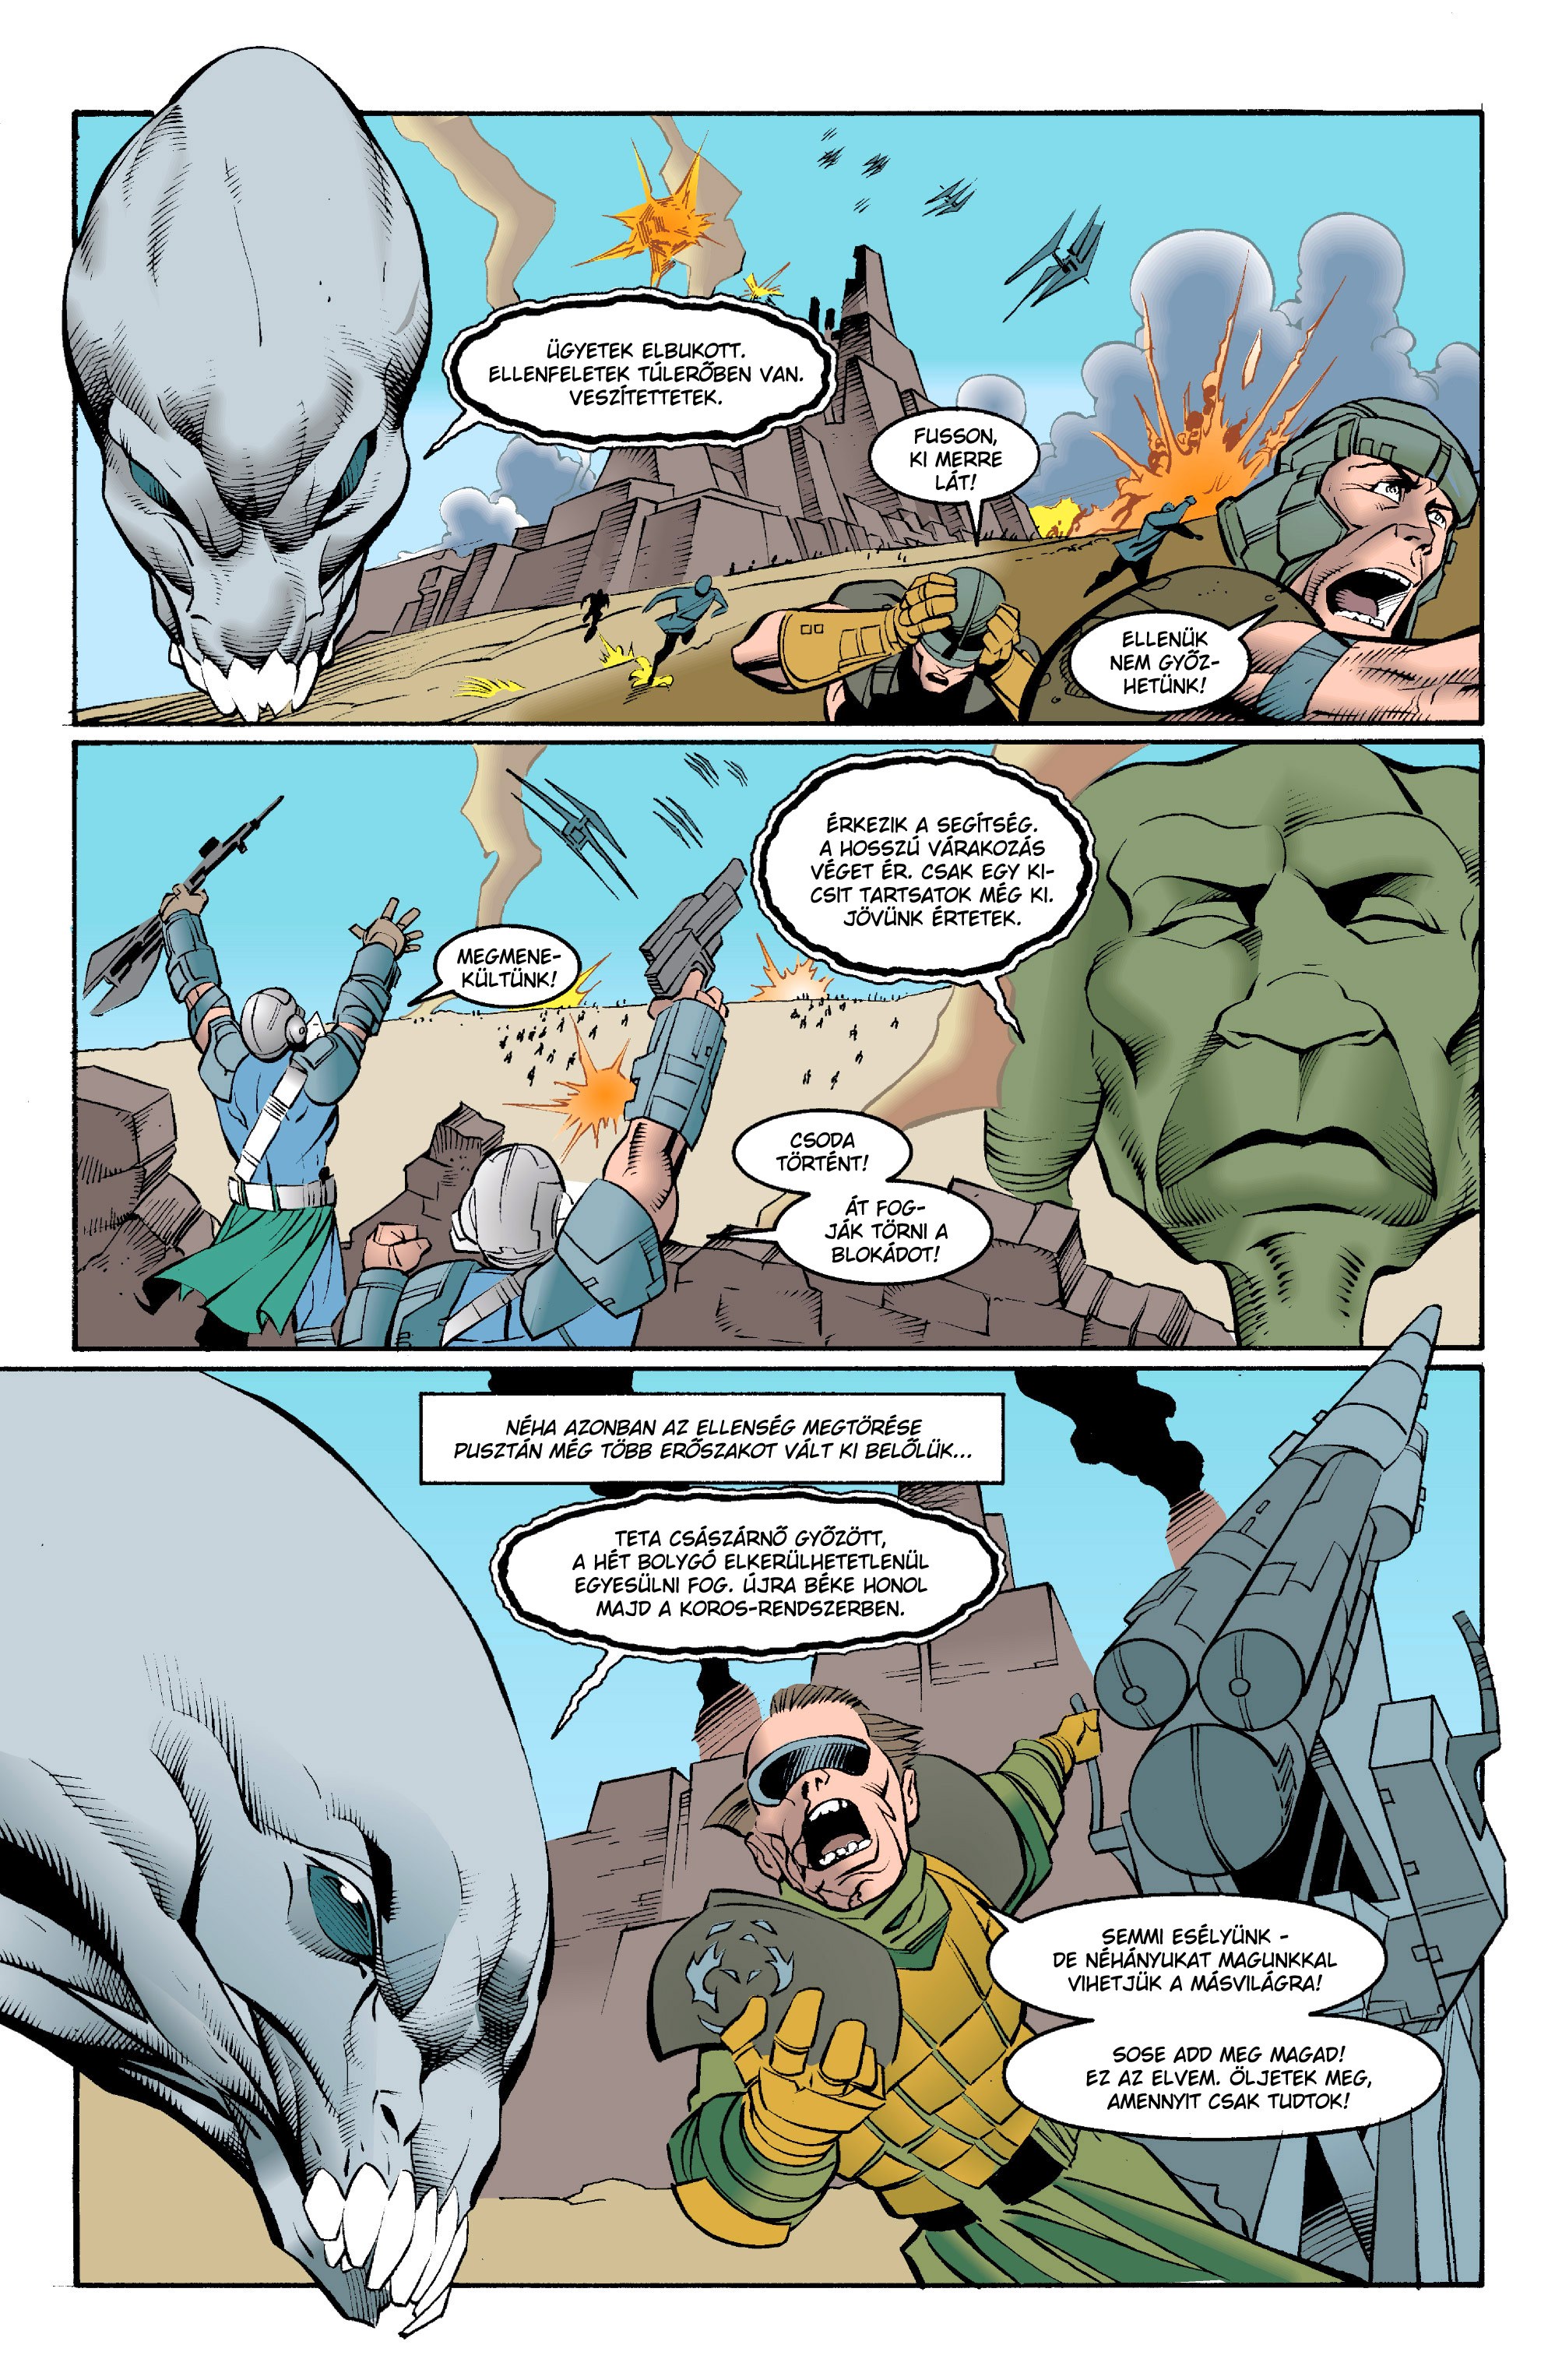 ÜGYETEK ELBUKOTT.
ELLENFELETEK TÚLERŐBEN VAN.
VESZÍTETTETEK.
FUSSON,
KI MERRE
LÁT!
ELLENÜK
NEM GYŐZ-
HETÜNK!
ÉRKEZIK A SEGÍTSÉG.
A HOSSZÚ VÁRAKOZÁS
VÉGET ÉR. CSAK EGY KI-
CSIT TARTSATOK MÉG KI.
JÖVÜNK ÉRTETEK.
MEGMENE-
KÜLTÜNK!
CSODA
TÖRTÉNT!
ÁT FOG-
JÁK TÖRNI A
BLOKÁDOT!
NÉHA AZONBAN AZ ELLENSÉG MEGTÖRÉSE
PUSZTÁN MÉG TÖBB ERŐSZAKOT VÁLT KI BELŐLÜK...
TETA CSÁSZÁRNŐ GYŐZÖTT,
A HÉT BOLYGÓ ELKERÜLHETETLENÜL
EGYESÜLNI FOG. ÚJRA BÉKE HONOL
MAJD A KOROS-RENDSZERBEN.
SEMMI ESÉLYÜNK -
DE NÉHÁNYUKAT MAGUNKKAL
VIHETJÜK A MÁSVILÁGRA!
SOSE ADD MEG MAGAD!
EZ AZ ELVEM. ÖLJETEK MEG,
AMENNYIT CSAK TUDTOK!